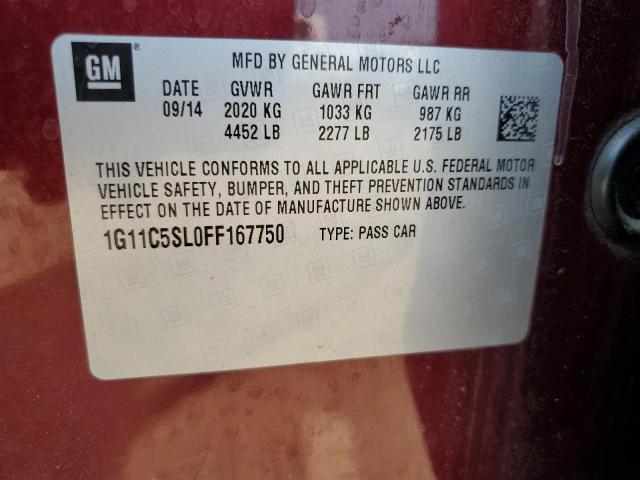 GM
MFD BY GENERAL MOTORS LLC
DATE GVWR GAWR FRT GAWR RR
09/14 2020 KG 1033 KG 987 KG
4452 LB 2277 LB 2175 LB
THIS VEHICLE CONFORMS TO ALL APPLICABLE U.S. FEDERAL MOTOR
VEHICLE SAFETY, BUMPER, AND THEFT PREVENTION STANDARDS IN
EFFECT ON THE DATE OF MANUFACTURE SHOWN ABOVE.
1G11C5SL0FF167750 TYPE: PASS CAR